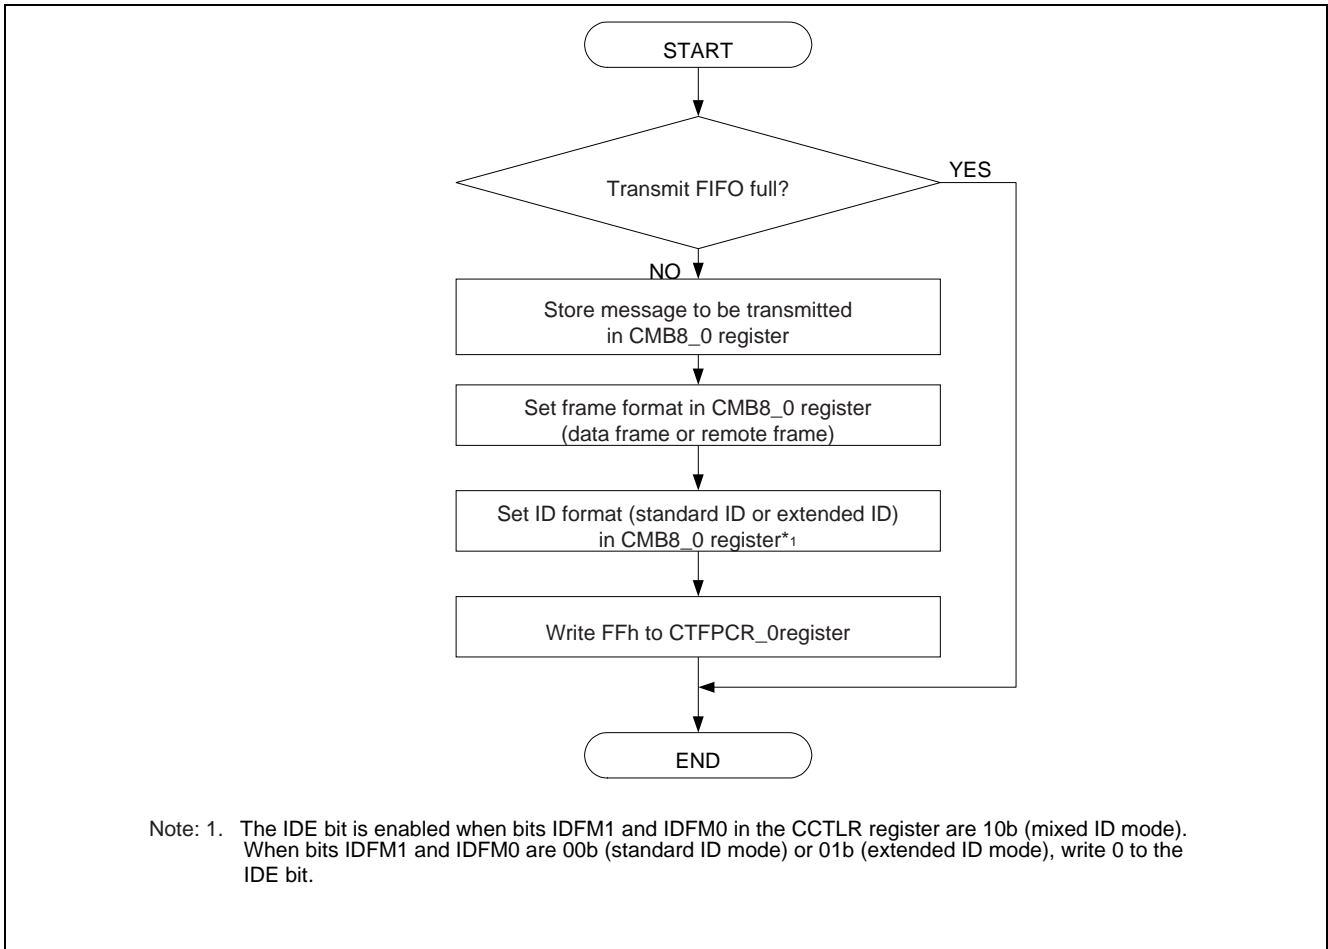 START
YES
Transmit FIFO full?
NO
Store message to be transmitted
in CMB8_0 register
Set frame format in CMB8_0 register
(data frame or remote frame)
Set ID format (standard ID or extended ID)
in CMB8_0 register*1
Write FFh to CTFPCR_0register
END
Note: 1. The IDE bit is enabled when bits IDFM1 and IDFM0 in the CCTLR register are 10b (mixed ID mode).
When bits IDFM1 and IDFM0 are 00b (standard ID mode) or 01b (extended ID mode), write 0 to the
IDE bit.